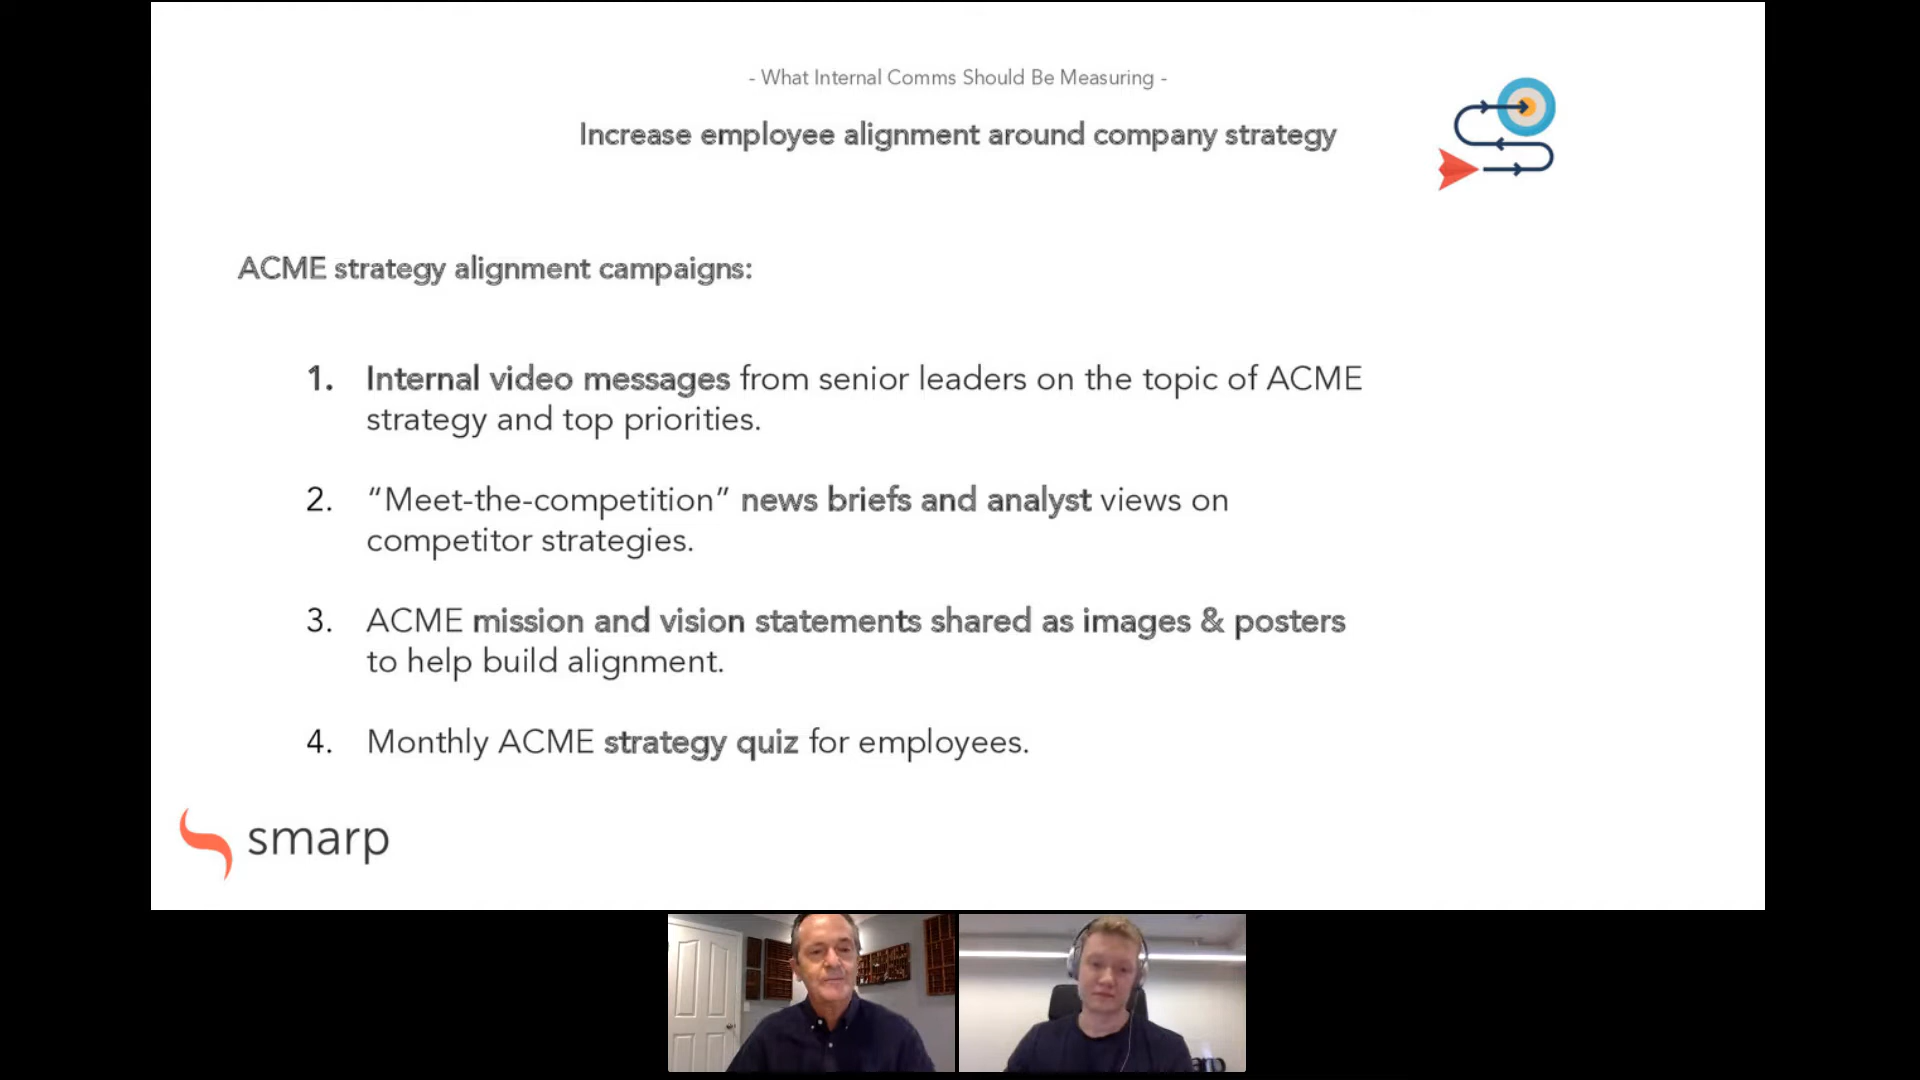 - What Internal Comms Should Be Measuring -
Increase employee alignment around company strategy
ACME strategy alignment campaigns:
1. Internal video messages from senior leaders on the topic of ACME
strategy and top priorities.
2. “Meet-the-competition” news briefs and analyst views on
competitor strategies.
3. ACME mission and vision statements shared as images & posters
to help build alignment.
4. Monthly ACME strategy quiz for employees.
smarp